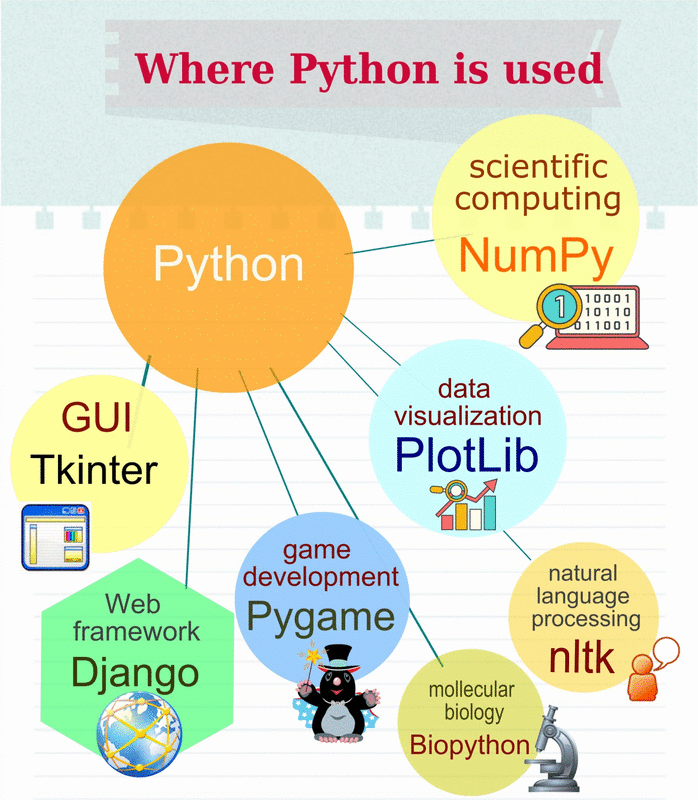 Where Python is used
scientific
computing
NumPy
1
10001
10110
011001
Python
data
visualization
PlotLib
GUI
Tkinter
game
development
Pygame
natural
language
processing
nltk
Web
framework
Django
mollecular
biology
Biopython